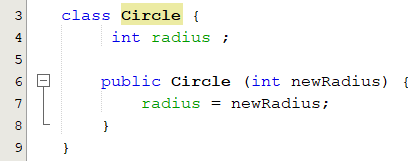 3 class Circle {
4 int radius ;
5
6 public Circle (int newRadius) {
7 radius = newRadius;
8 }
9 }